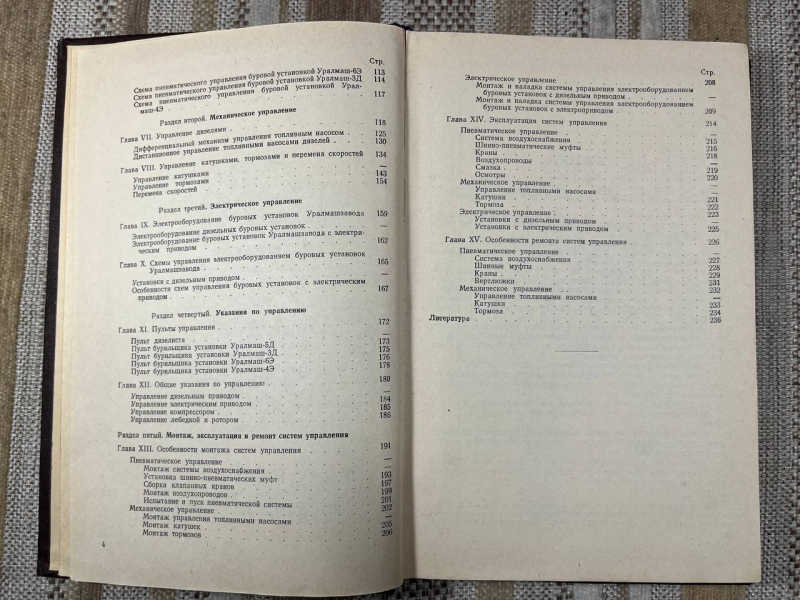 Стр.
Схема пневматического управления буровой установкой Уралмаш-6Э 113
Схема пневматического управления буровой установкой Уралмаш-3Д 114
Схема пневматического управления буровой установкой Урал-
маш-4Э . 117
Раздел второй. Механическое управление
Глава VII. Управление дизелями . 118
Дифференциальный механизм управления топливным насосом . 125
Дистанционное управление топливными насосами дизелей . 130
Глава VIII. Управление катушками, тормозами и перемена скоростей 134
Управление катушками —
Управление тормозами 143
Перемена скоростей 154
Раздел третий. Электрическое управление
Глава IX. Электрооборудование буровых установок Уралмашзавода 159
Электрооборудование дизельных буровых установок —
Электрооборудование буровых установок Уралмашзавода с электри-
ческим приводом 162
Глава X. Схемы управления электрооборудованием буровых установок
Уралмашзавода . 165
Установки с дизельным приводом . —
Особенности схем управления буровых установок с электрическим
приводом . 167
Раздел четвертый. Указания по управлению
Глава XI. Пульты управления . 172
Пульт дизелиста 173
Пульт бурильщика установки Уралмаш-5Д 175
Пульт бурильщика установки Уралмаш-3Д 176
Пульт бурильщика установки Уралмаш-6Э 178
Пульт бурильщика установки Уралмаш-4Э
Глава XII. Общие указания по управлению . 180
Управление дизельным приводом . —
Управление электрическим приводом . 184
Управление компрессором . 185
Управление лебедкой и ротором 186
Раздел пятый. Монтаж, эксплуатация и ремонт систем управления
Глава XIII. Особенности монтажа систем управления 191
Пневматическое управление —
Монтаж системы воздухоснабжения —
Установка шинно-пневматических муфт 193
Сборка клапанных кранов 197
Монтаж воздухопроводов 199
Испытание и пуск пневматической системы 201
Механическое управление . 202
Монтаж управления топливными насосами —
Монтаж катушек 205
Монтаж тормозов 206
4
Стр.
Электрическое управление 208
Монтаж и наладка системы управления электрооборудованием
буровых установок с дизельным приводом . —
Монтаж и наладка системы управления электрооборудованием
буровых установок с электроприводом 209
Глава XIV. Эксплуатация систем управления 214
Пневматическое управление —
Система воздухоснабжения 215
Шинно-пневматические муфты 216
Краны 218
Воздухопроводы —
Смазка 219
Осмотры 220
Механическое управление —
Управление топливными насосами —
Катушки 221
Тормоза 222
Электрическое управление . 223
Установки с дизельным приводом —
Установки с электрическим приводом 225
Глава XV. Особенности ремонта систем управления 226
Пневматическое управление —
Система воздухоснабжения 227
Шинные муфты 228
Краны 229
Вертлюжки 231
Механическое управление 232
Управление топливными насосами —
Катушки 233
Тормоза 234
Литература 236